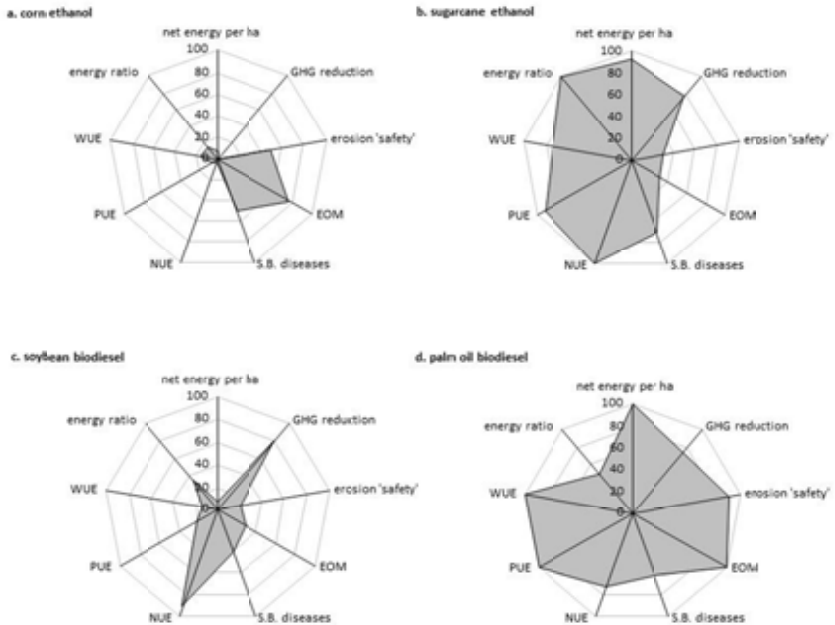 a. corn ethanol
net energy per ha
100
80
60
40
20
0
GHG reduction
erosion 'safety'
EOM
S.B. diseases
NUE
PUE
WUE
energy ratio
b. sugarcane ethanol
net energy per ha
100
80
60
40
20
0
GHG reduction
erosion 'safety'
EOM
S.B. diseases
NUE
PUE
WUE
energy ratio
c. soybean biodiesel
net energy per ha
100
80
60
40
20
0
GHG reduction
erosion 'safety'
EOM
S.B. diseases
NUE
PUE
WUE
energy ratio
d. palm oil biodiesel
net energy per ha
100
80
60
40
20
0
GHG reduction
erosion 'safety'
EOM
S.B. diseases
NUE
PUE
WUE
energy ratio